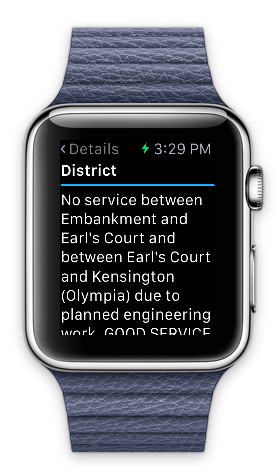 < Details 3:29 PM
District
No service between
Embankment and
Earl's Court and
between Earl's Court
and Kensington
(Olympia) due to
planned engineering
work. GOOD SERVICE